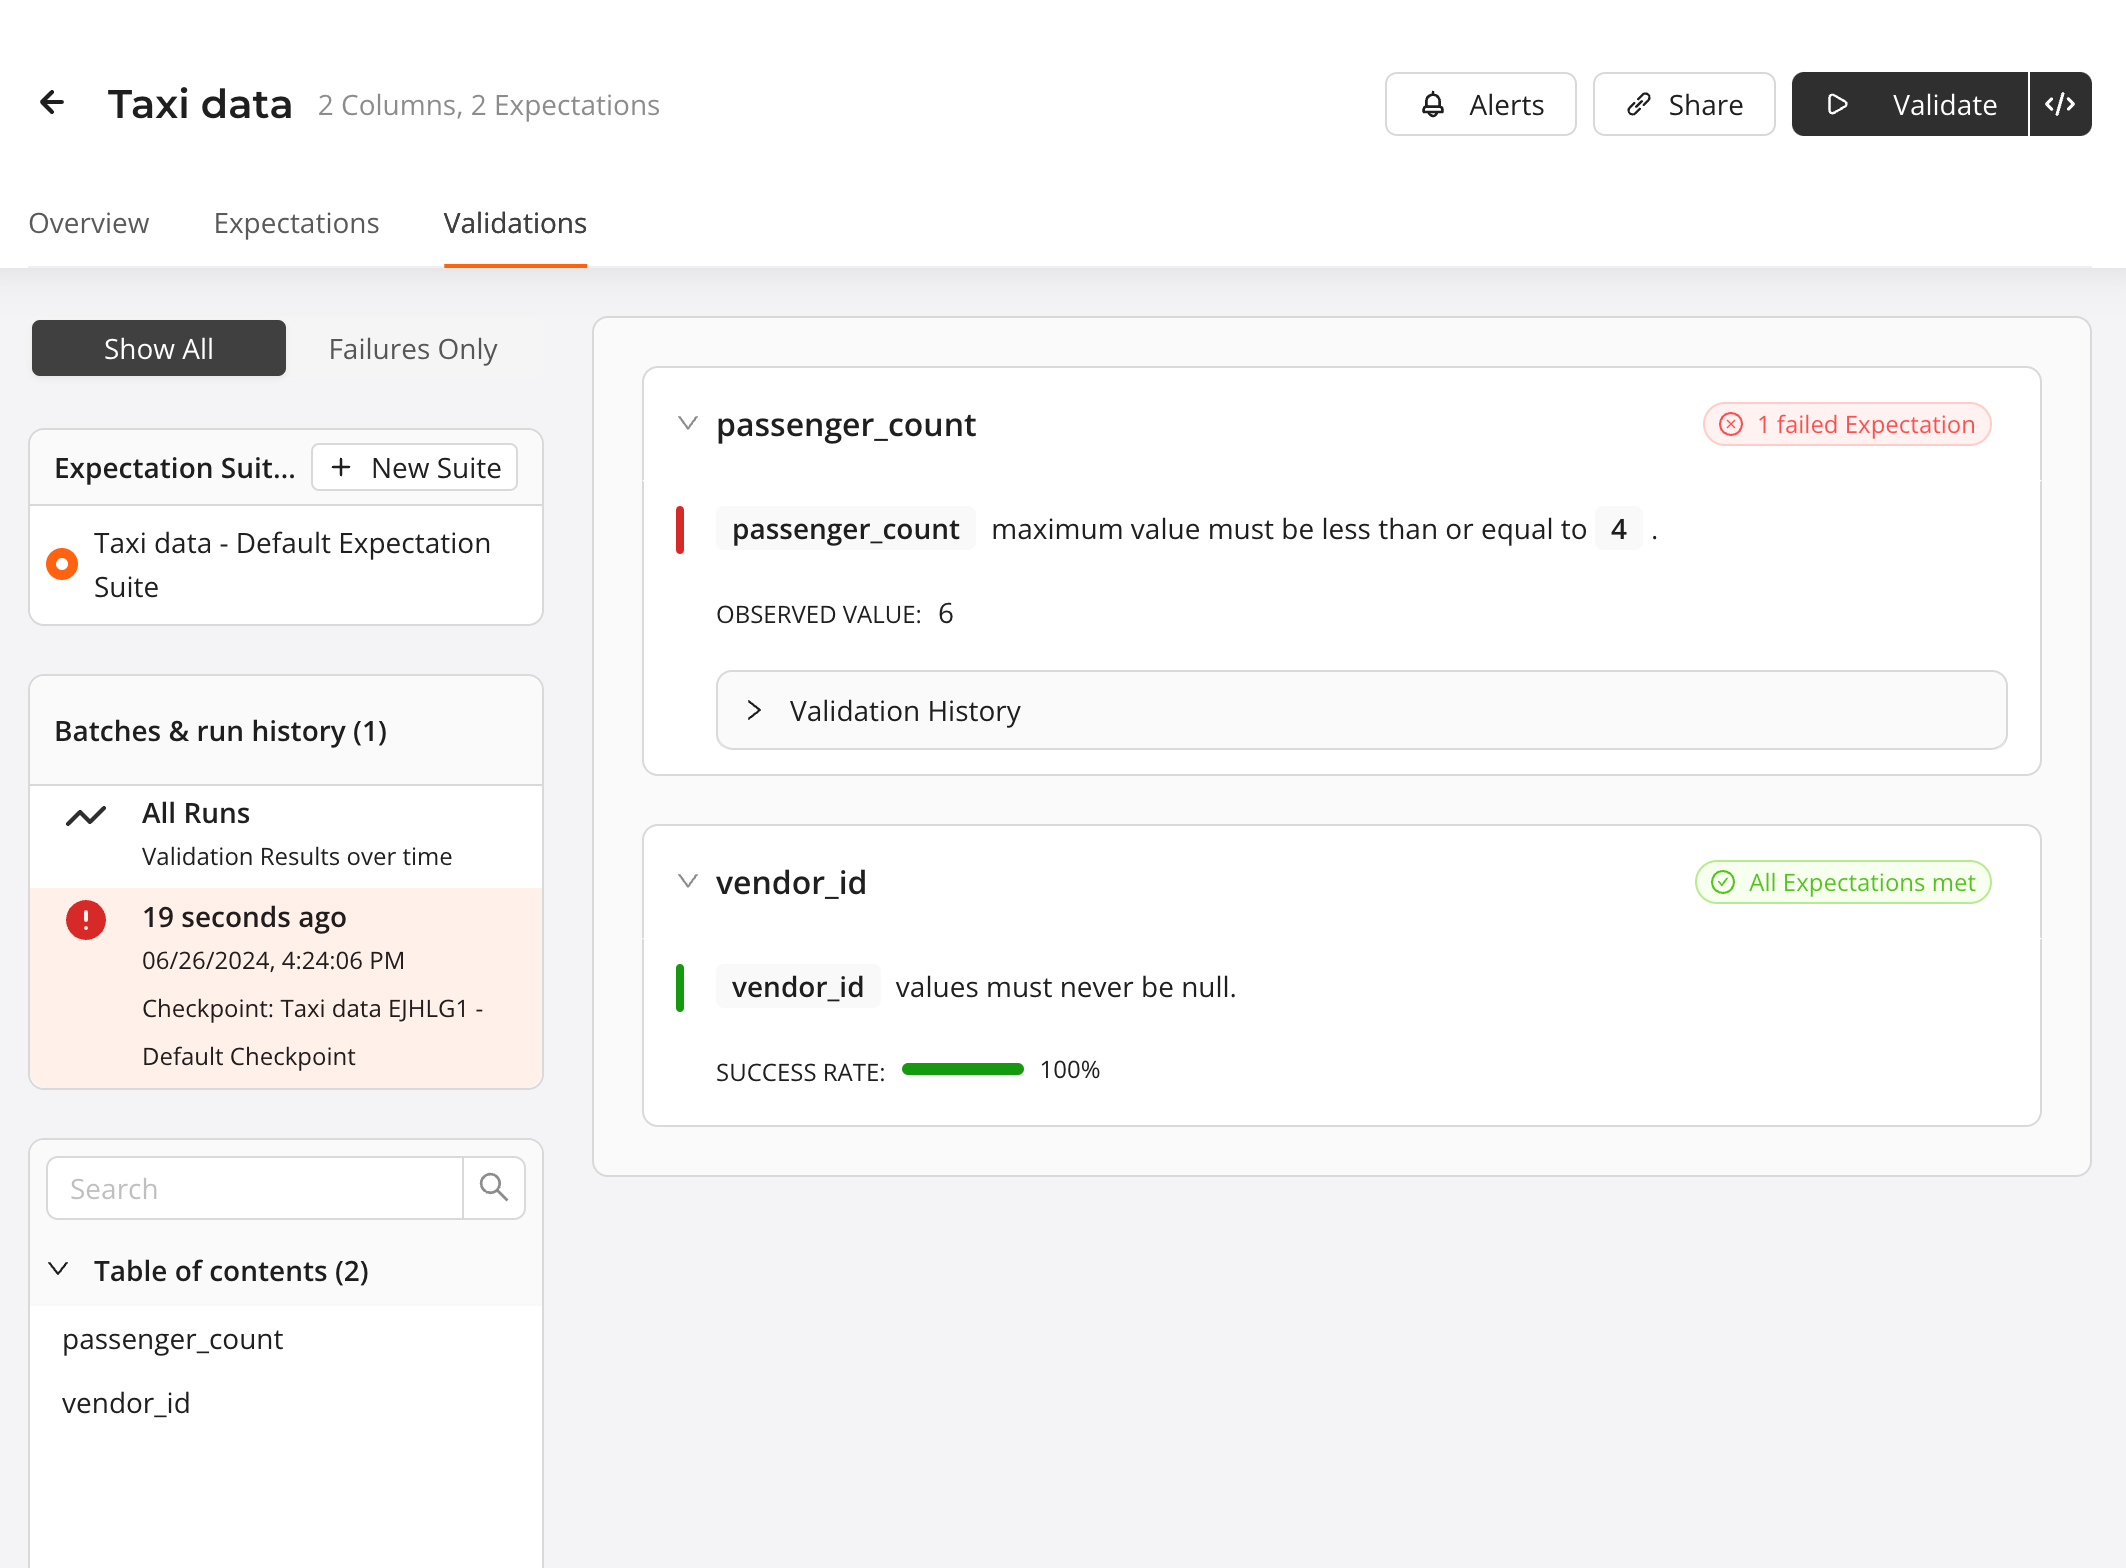 Taxi data 2 Columns, 2 Expectations
Alerts
Share
Validate
Overview Expectations Validations
Show All Failures Only
Expectation Suit... New Suite
Taxi data - Default Expectation
Suite
Batches & run history (1)
All Runs
Validation Results over time
19 seconds ago
06/26/2024, 4:24:06 PM
Checkpoint: Taxi data EJHLG1 -
Default Checkpoint
Search
Table of contents (2)
passenger_count
vendor_id
passenger_count 1 failed Expectation
passenger_count maximum value must be less than or equal to 4 .
OBSERVED VALUE: 6
Validation History
vendor_id All Expectations met
vendor_id values must never be null.
SUCCESS RATE: 100%